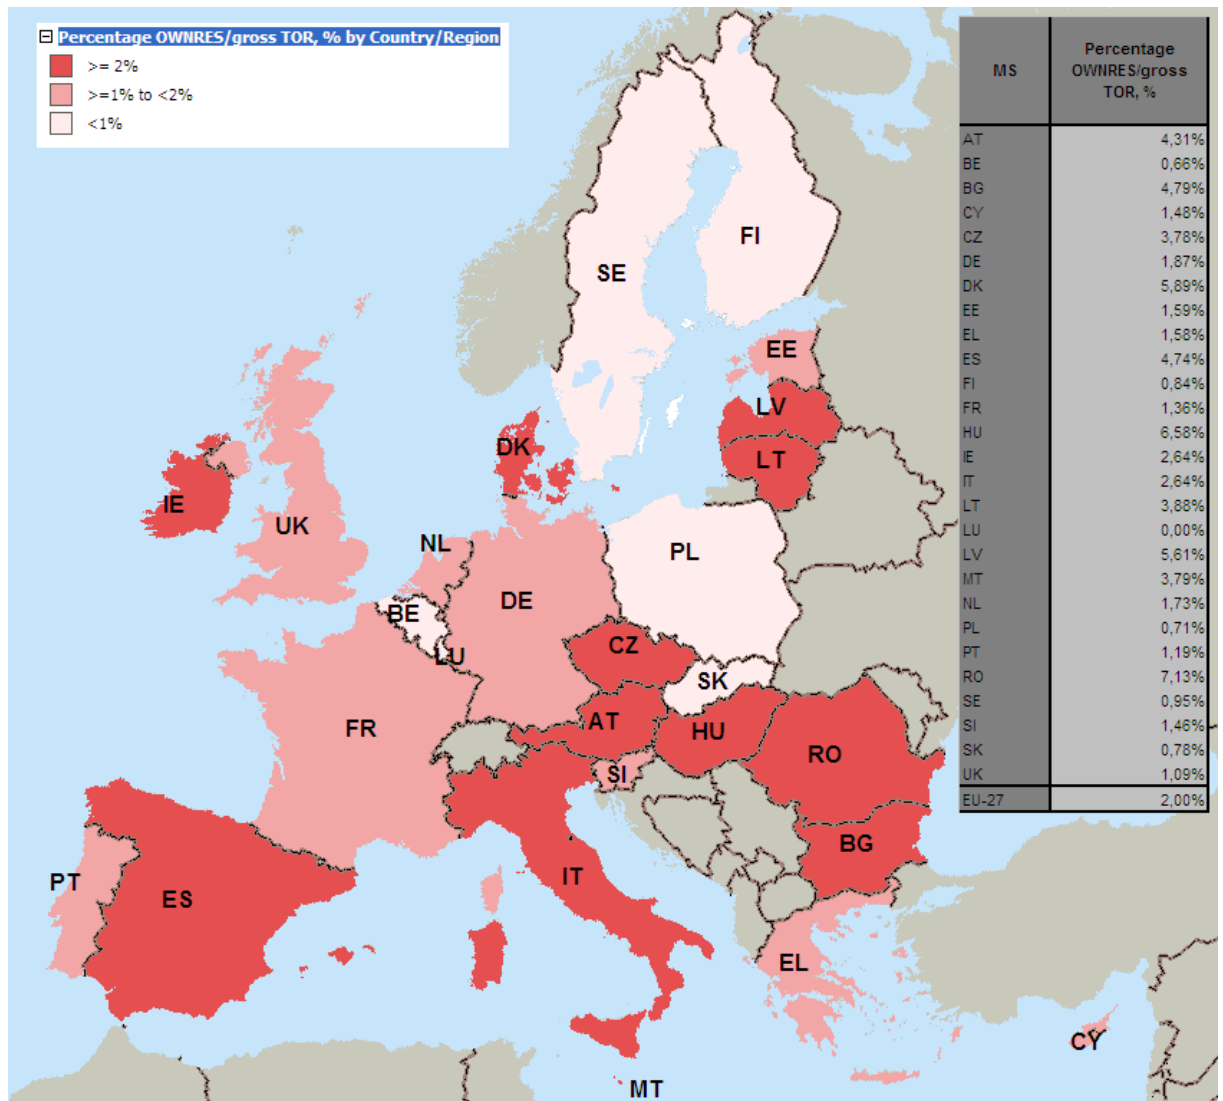 Percentage OWNRES/gross TOR, % by Country/Region
>= 2%
>=1% to <2%
<1%
MS
Percentage
OWNRES/gross
TOR, %
AT 4,31%
BE 0,66%
BG 4,79%
CY 1,48%
CZ 3,78%
DE 1,87%
DK 5,89%
EE 1,59%
EL 1,58%
ES 4,74%
FI 0,84%
FR 1,36%
HU 6,58%
IE 2,64%
IT 2,64%
LT 3,88%
LU 0,00%
LV 5,61%
MT 3,79%
NL 1,73%
PL 0,71%
PT 1,19%
RO 7,13%
SE 0,95%
SI 1,46%
SK 0,78%
UK 1,09%
EU-27 2,00%
FI
SE
EE
LV
DK
LT
IE
UK
NL
PL
DE
BE
CZ
LU
SK
AT
FR
HU
RO
SI
BG
IT
PT
ES
EL
CY
MT